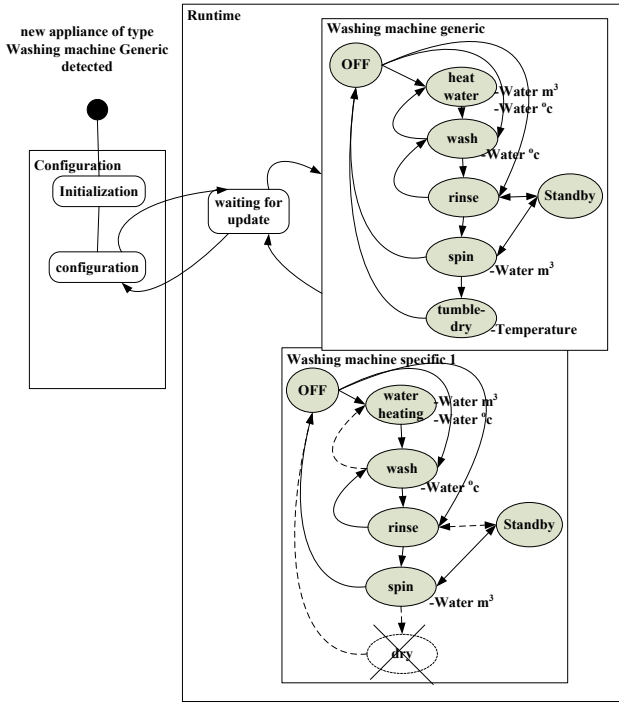 new appliance of type
Washing machine Generic
detected
Configuration
Initialization
configuration
Runtime
waiting for
update
Washing machine generic
OFF
heat
water
-Water m³
-Water °c
wash
-Water °c
rinse
Standby
spin
-Water m³
tumble-
dry
-Temperature
Washing machine specific 1
OFF
water
heating
-Water m³
-Water °c
wash
-Water °c
rinse
Standby
spin
-Water m³
dry